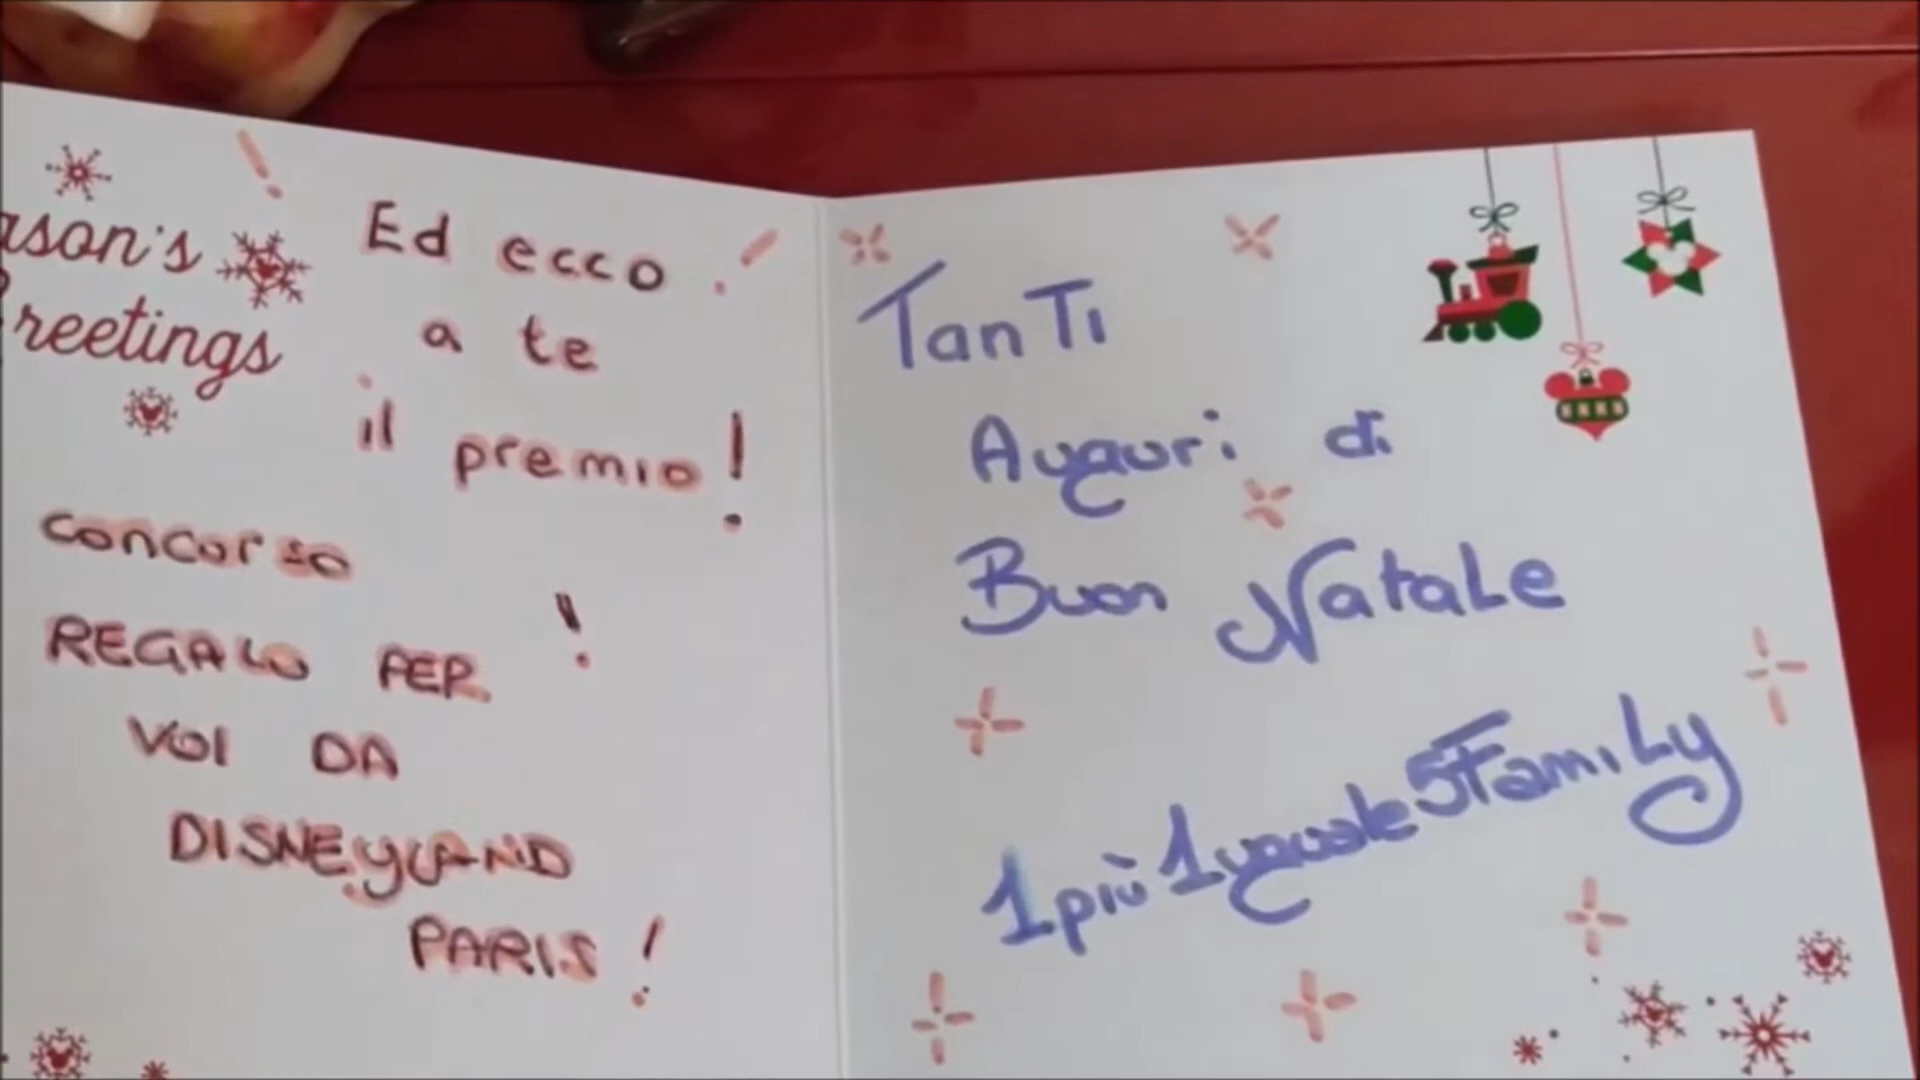 ason's
Greetings
Ed ecco
a te
il premio!
concorso
REGALO PER
VOI DA
DISNEYLAND
PARIS!
TanTi
Auguri di
Buon Natale
1più1uguale5Family